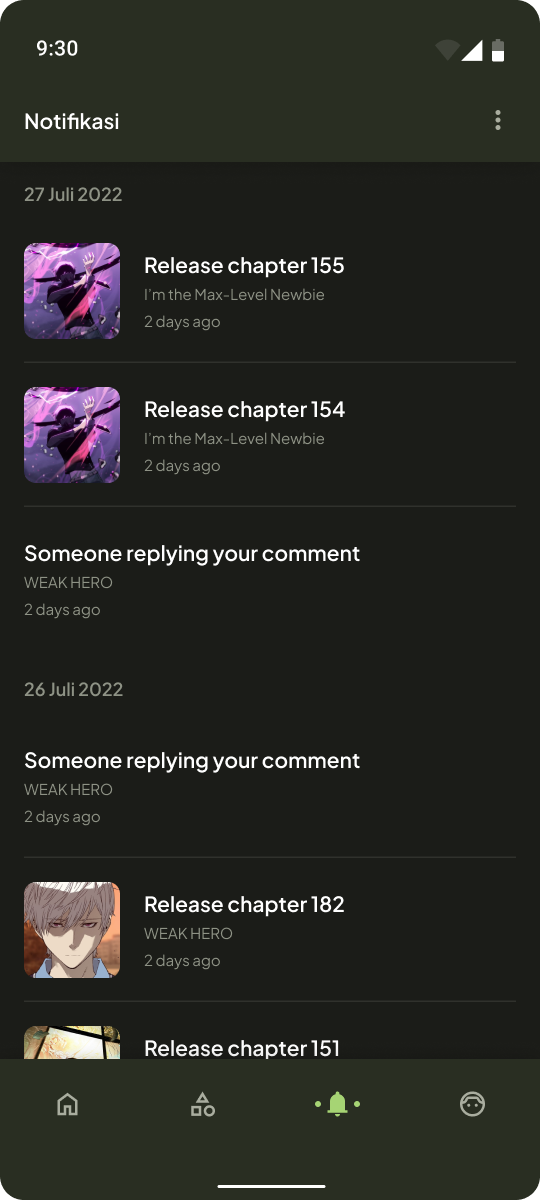 9:30
Notifikasi
27 Juli 2022
Release chapter 155
I'm the Max-Level Newbie
2 days ago
Release chapter 154
I'm the Max-Level Newbie
2 days ago
Someone replying your comment
WEAK HERO
2 days ago
26 Juli 2022
Someone replying your comment
WEAK HERO
2 days ago
Release chapter 182
WEAK HERO
2 days ago
Release chapter 151